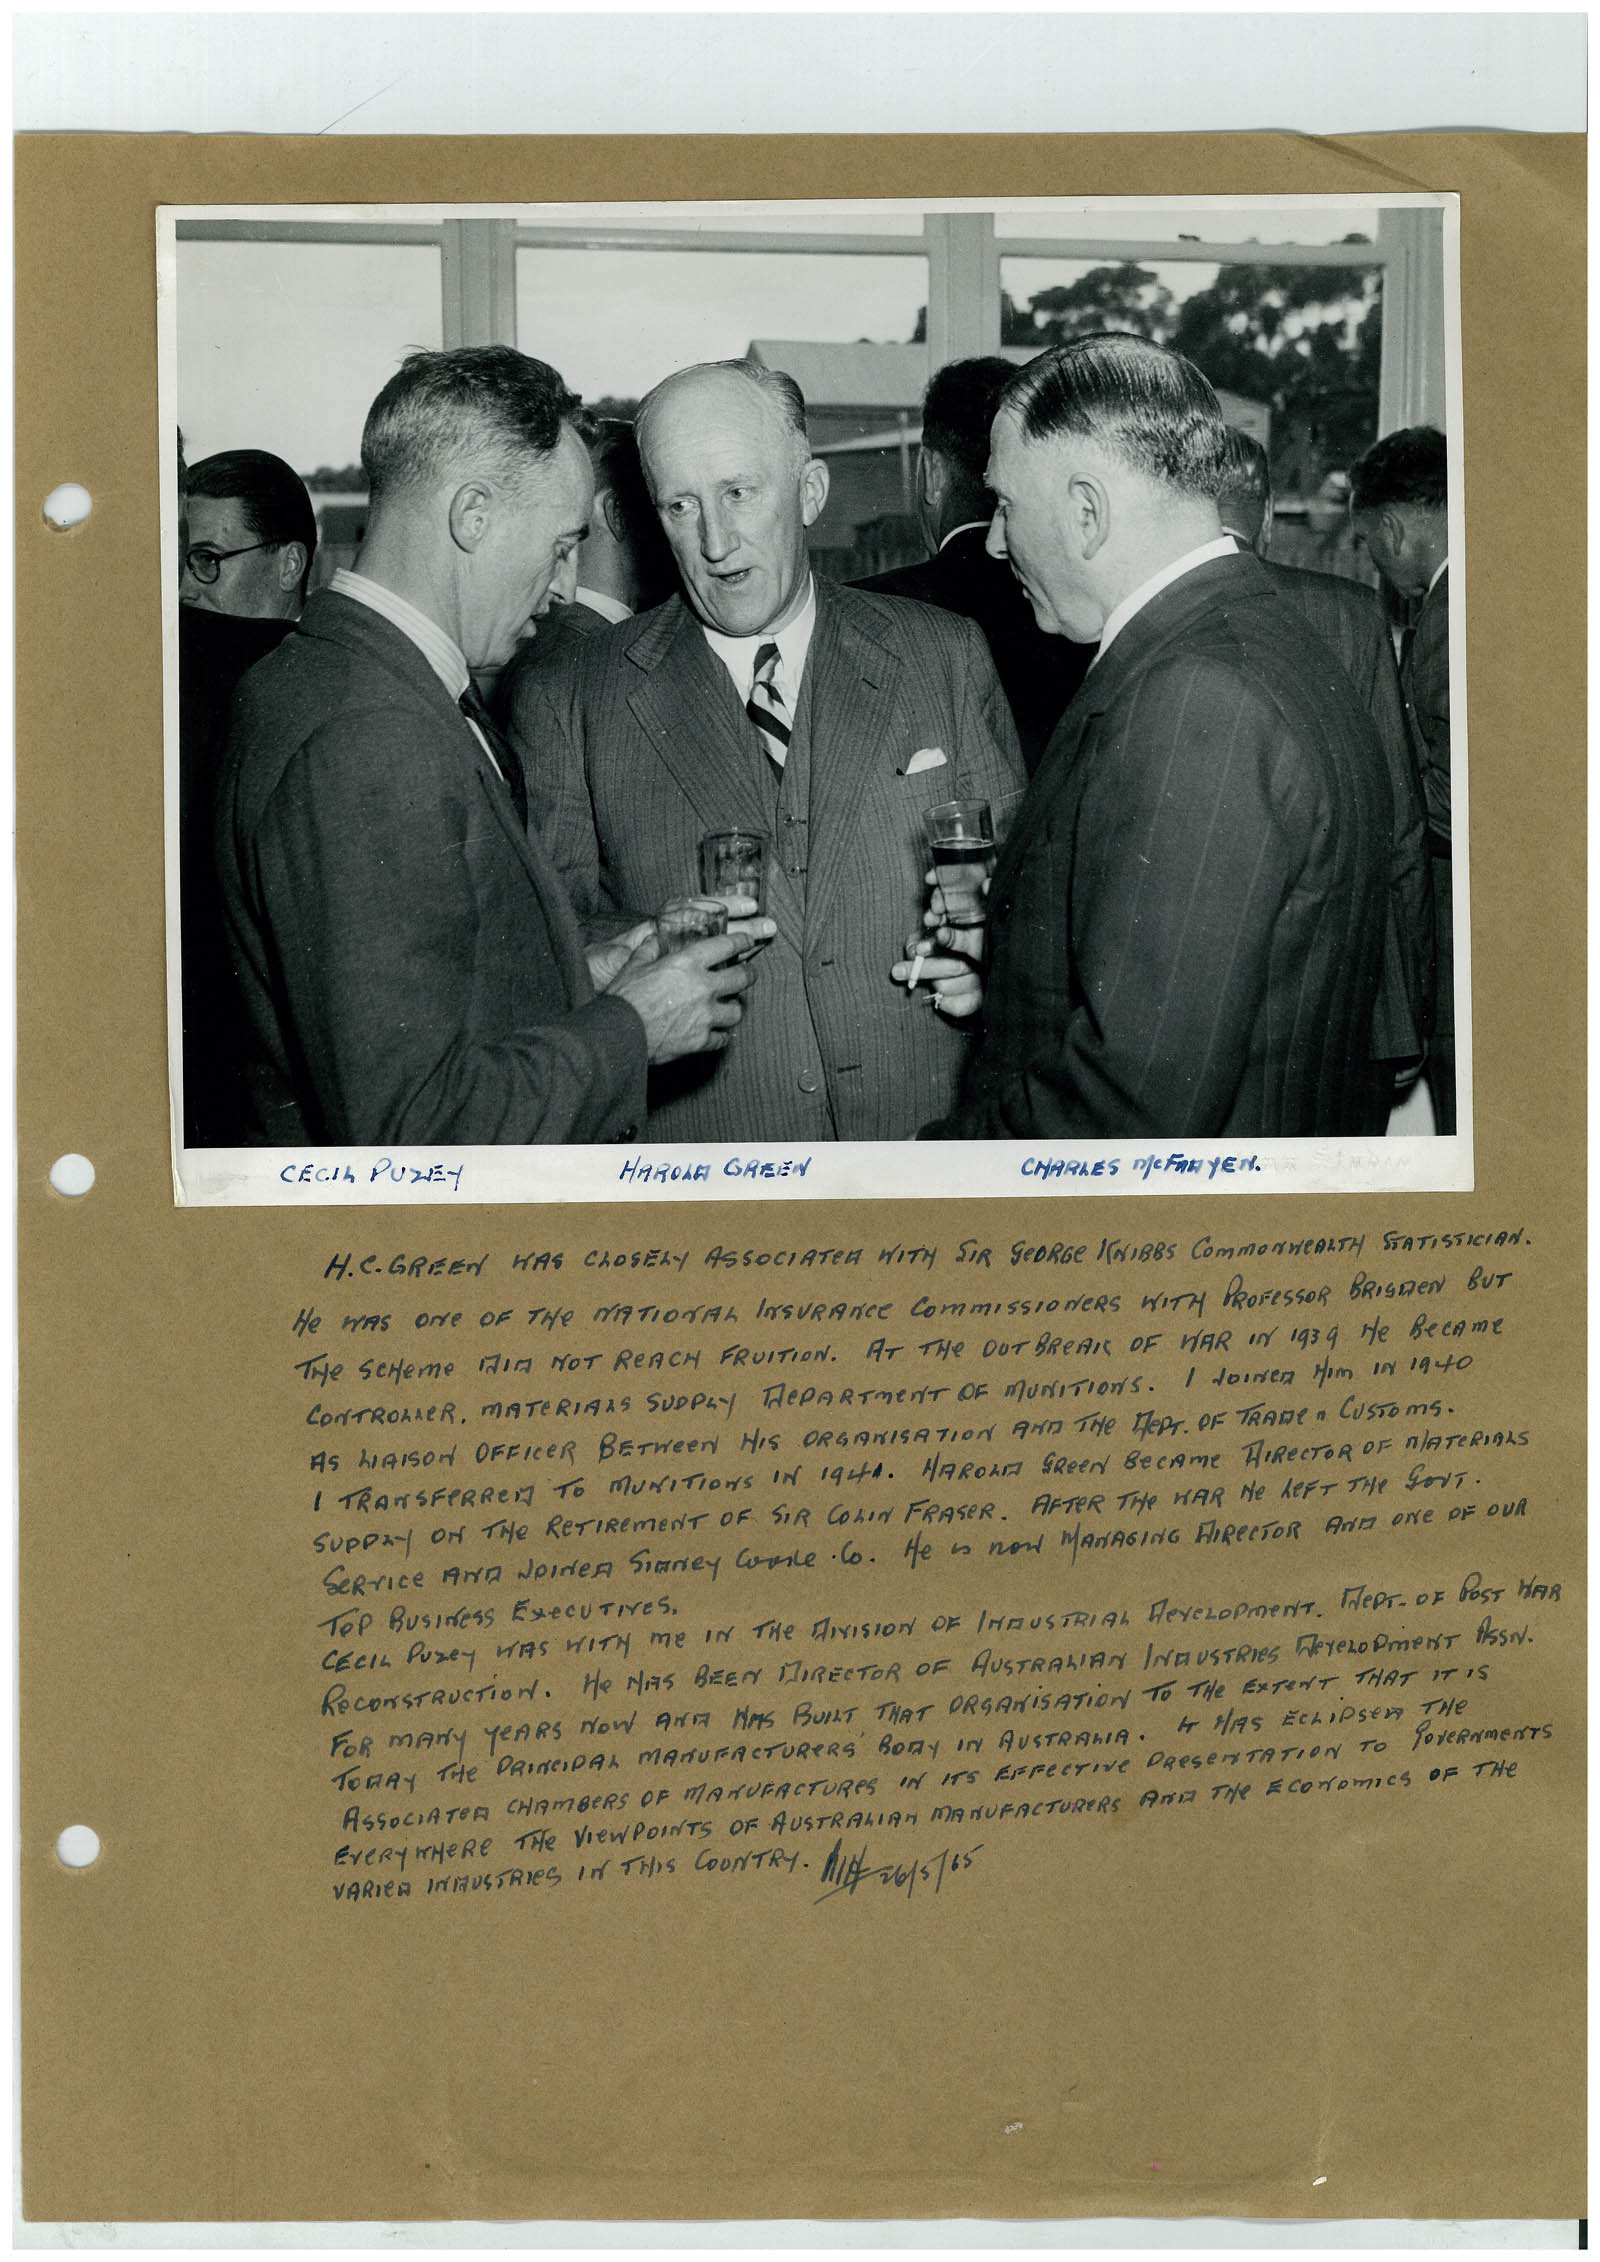 CECIL PUZEY HAROLD GREEN CHARLES McFADYEN.
H.C. GREEN WAS CLOSELY ASSOCIATED WITH SIR GEORGE KNIBBS COMMONWEALTH STATISTICIAN.
HE WAS ONE OF THE NATIONAL INSURANCE COMMISSIONERS WITH PROFESSOR BRIGDEN BUT
THE SCHEME DID NOT REACH FRUITION. AT THE OUTBREAK OF WAR IN 1939 HE BECAME
CONTROLLER, MATERIALS SUPPLY DEPARTMENT OF MUNITIONS. I JOINED HIM IN 1940
AS LIAISON OFFICER BETWEEN HIS ORGANISATION AND THE DEPT. OF TRADE & CUSTOMS.
I TRANSFERRED TO MUNITIONS IN 1941. HAROLD GREEN BECAME DIRECTOR OF MATERIALS
SUPPLY ON THE RETIREMENT OF SIR COLIN FRASER. AFTER THE WAR HE LEFT THE GOVT.
SERVICE AND JOINED SIDNEY COOKE CO. HE IS NOW MANAGING DIRECTOR AND ONE OF OUR
TOP BUSINESS EXECUTIVES.
CECIL PUZEY WAS WITH ME IN THE DIVISION OF INDUSTRIAL DEVELOPMENT. DEPT. OF POST WAR
RECONSTRUCTION. HE HAS BEEN DIRECTOR OF AUSTRALIAN INDUSTRIES DEVELOPMENT ASSN.
FOR MANY YEARS NOW AND HAS BUILT THAT ORGANISATION TO THE EXTENT THAT IT IS
TODAY THE PRINCIPAL MANUFACTURERS' BODY IN AUSTRALIA. IT HAS ECLIPSED THE
ASSOCIATED CHAMBERS OF MANUFACTURES IN ITS EFFECTIVE PRESENTATION TO GOVERNMENTS
EVERYWHERE THE VIEWPOINTS OF AUSTRALIAN MANUFACTURERS AND THE ECONOMICS OF THE
VARIED INDUSTRIES IN THIS COUNTRY. 26/5/65